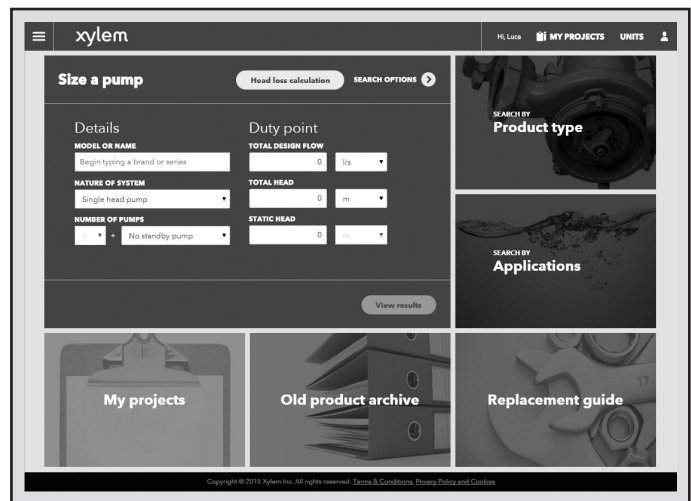 xylem
Hi, Luca MY PROJECTS UNITS
Size a pump
Head loss calculation
SEARCH OPTIONS
Details
MODEL OR NAME
Begin typing a brand or series
NATURE OF SYSTEM
Single head pump
NUMBER OF PUMPS
1 + No standby pump
Duty point
TOTAL DESIGN FLOW
0 l/s
TOTAL HEAD
0 m
STATIC HEAD
0 m
View results
SEARCH BY
Product type
SEARCH BY
Applications
My projects
Old product archive
Replacement guide
17
Copyright © 2015 Xylem Inc. All rights reserved. Terms & Conditions, Privacy Policy and Cookies